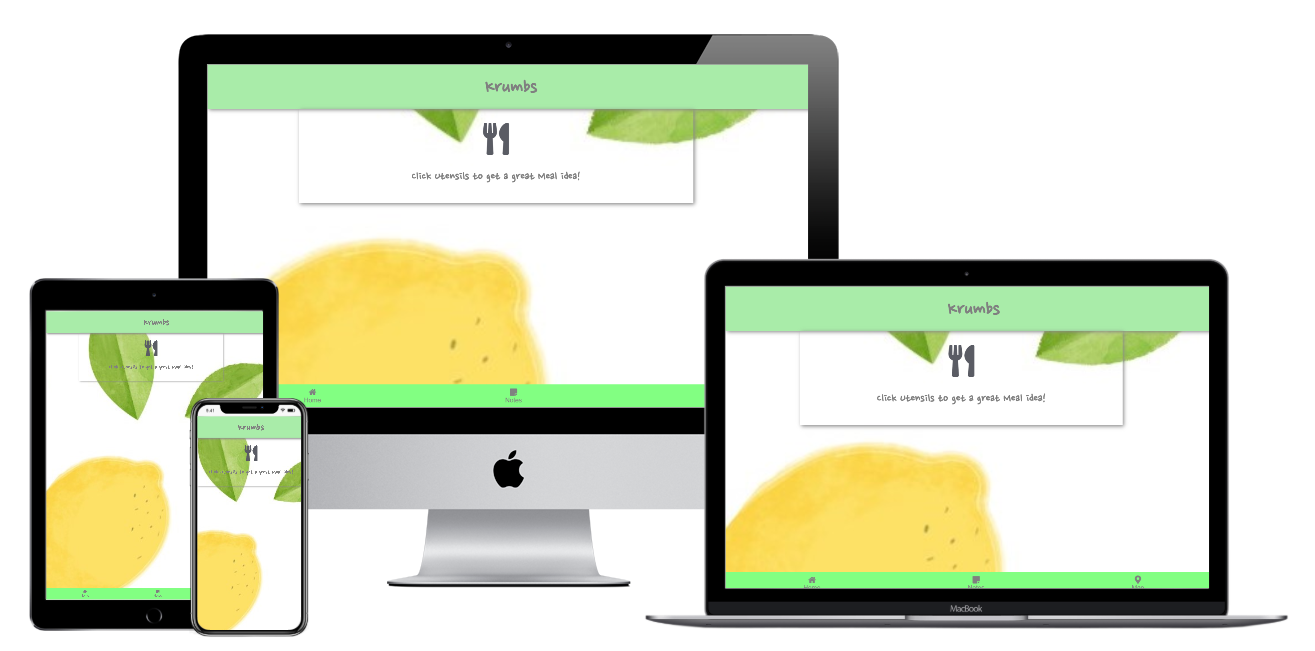 Krumbs
Click Utensils to get a great Meal idea!
Home
Notes
Krumbs
Click Utensils to get a great Meal idea!
Home
Notes
Map
MacBook
Krumbs
Click Utensils to get a great Meal idea!
9:41
Krumbs
Click Utensils to get a great Meal idea!